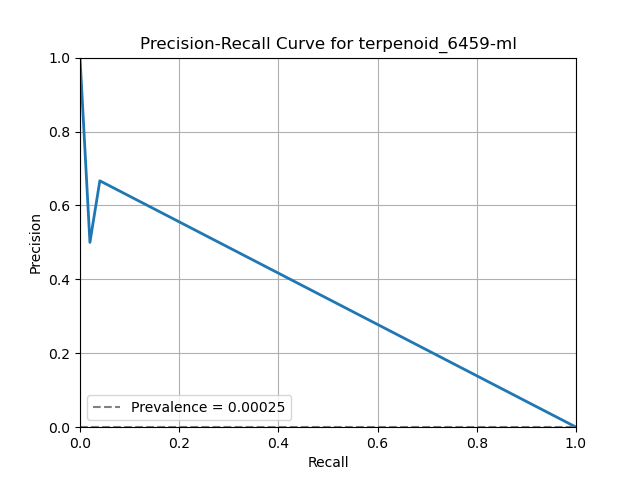 Precision-Recall Curve for terpenoid_6459-ml
1.0
0.8
0.6
0.4
0.2
0.0
Precision
Prevalence = 0.00025
0.0 0.2 0.4 0.6 0.8 1.0
Recall